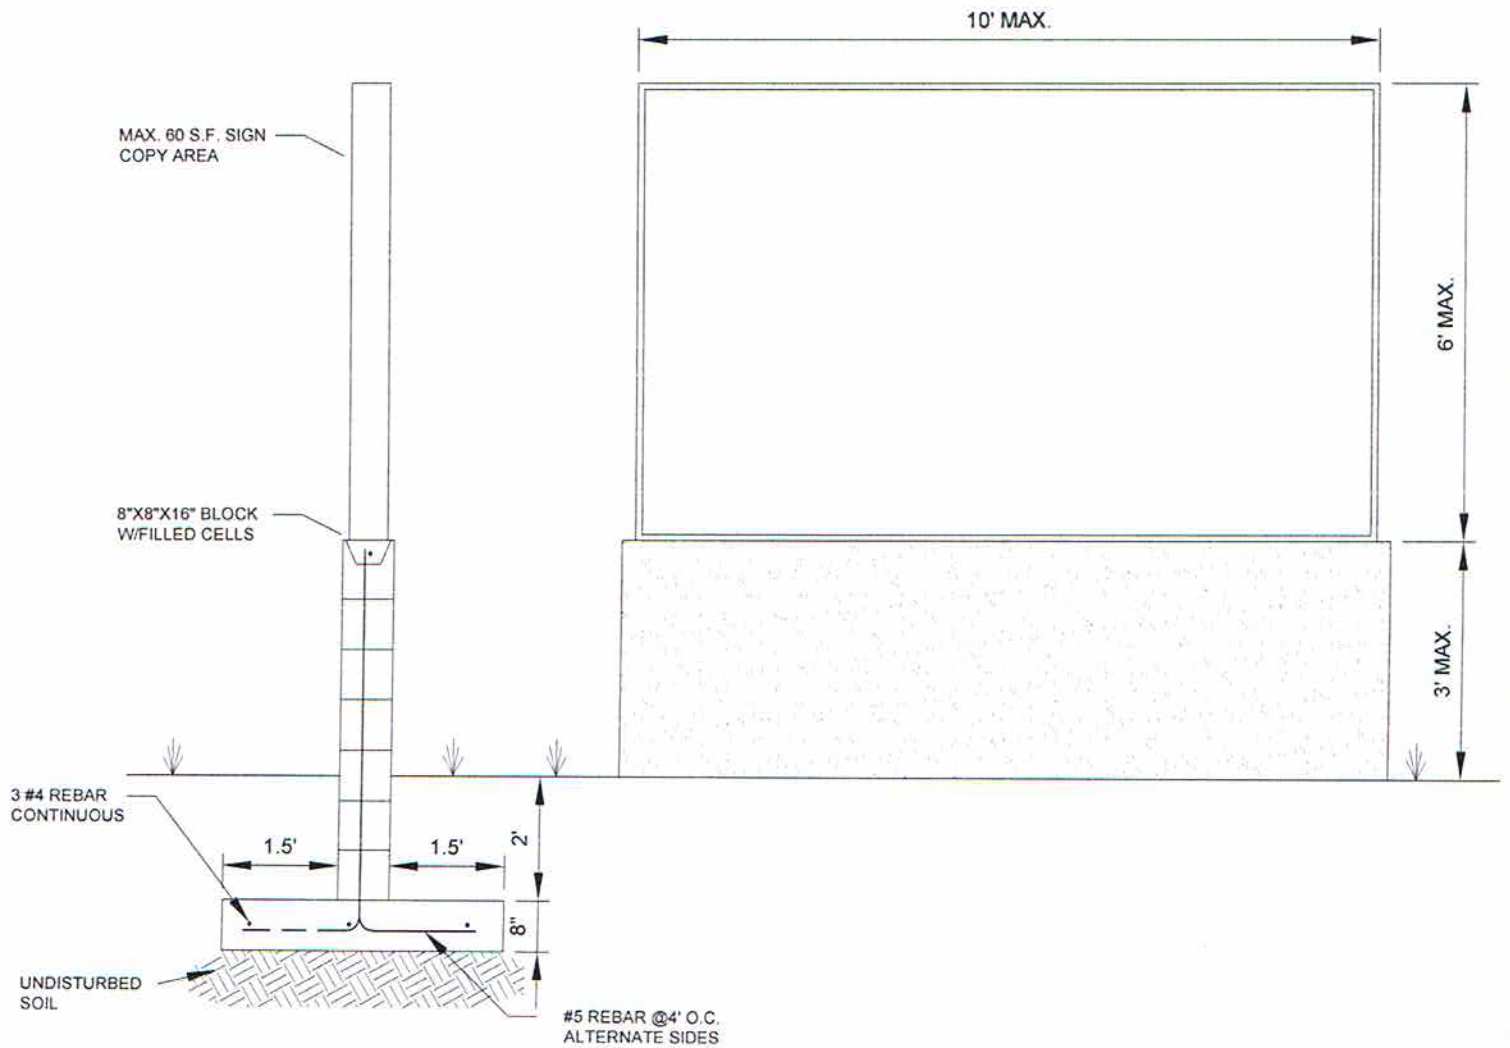 10' MAX.
MAX. 60 S.F. SIGN
COPY AREA
6' MAX.
8"X8"X16" BLOCK
W/FILLED CELLS
3' MAX.
3 #4 REBAR
CONTINUOUS
1.5'
1.5'
2'
8"
UNDISTURBED
SOIL
#5 REBAR @4' O.C.
ALTERNATE SIDES